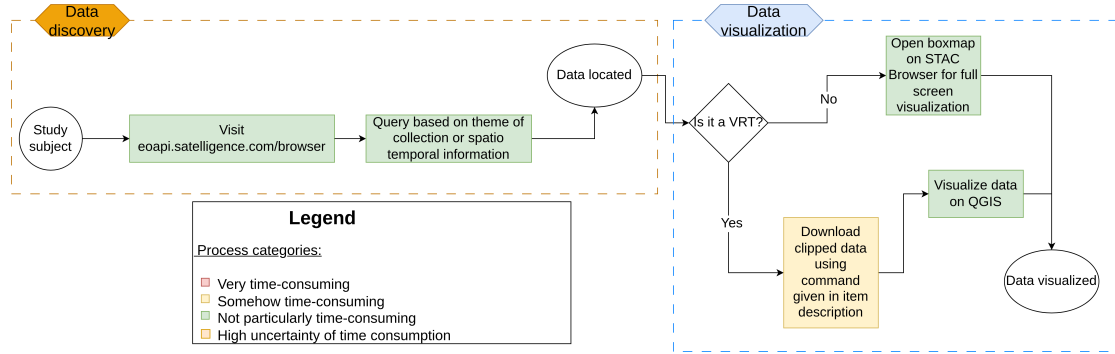 Data
discovery
Study
subject
Visit
eoapi.satelligence.com/browser
Query based on theme of
collection or spatio
temporal information
Data located
Data
visualization
Is it a VRT?
No
Open boxmap
on STAC
Browser for full
screen
visualization
Yes
Download
clipped data
using
command
given in item
description
Visualize data
on QGIS
Data visualized
Legend
Process categories:
Very time-consuming
Somehow time-consuming
Not particularly time-consuming
High uncertainty of time consumption